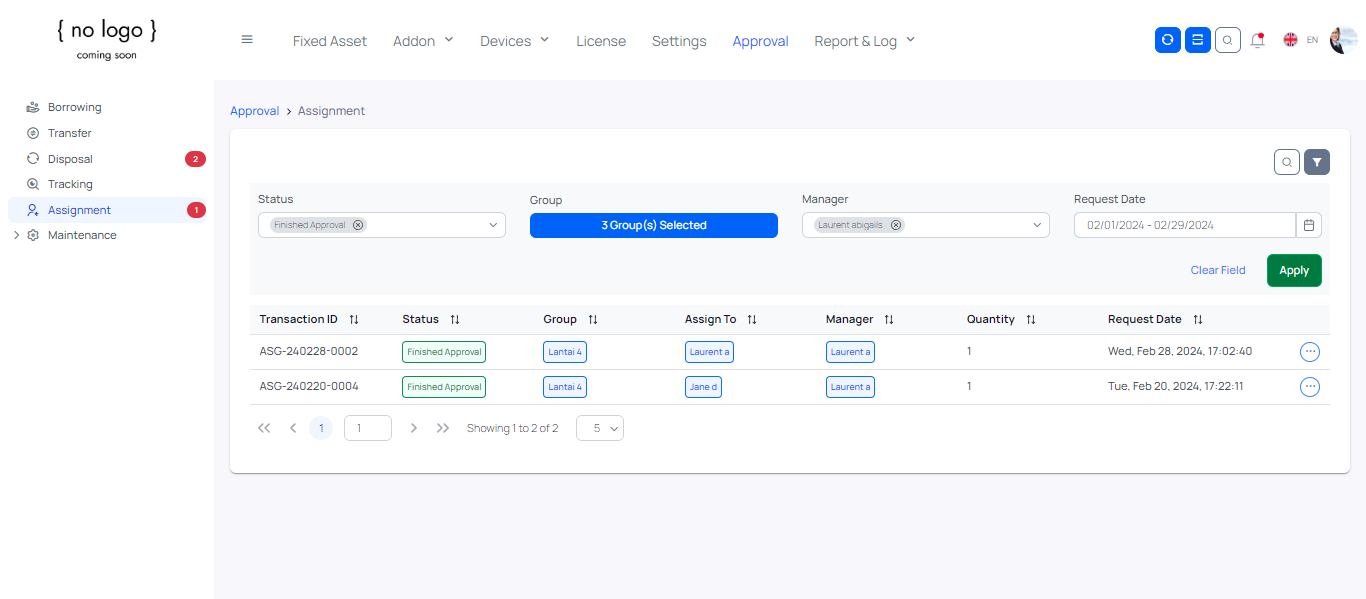 { no logo }
coming soon
Fixed Asset Addon Devices License Settings Approval Report & Log EN
Borrowing
Transfer
Disposal 2
Tracking
Assignment 1
Maintenance
Approval > Assignment
Status Group Manager Request Date
Finished Approval 3 Group(s) Selected Laurent abigails 02/01/2024 - 02/29/2024
Clear Field Apply
Transaction ID Status Group Assign To Manager Quantity Request Date
ASG-240228-0002 Finished Approval Lantai 4 Laurent a Laurent a 1 Wed, Feb 28, 2024, 17:02:40
ASG-240220-0004 Finished Approval Lantai 4 Jane d Laurent a 1 Tue, Feb 20, 2024, 17:22:11
1 1 Showing 1 to 2 of 2 5